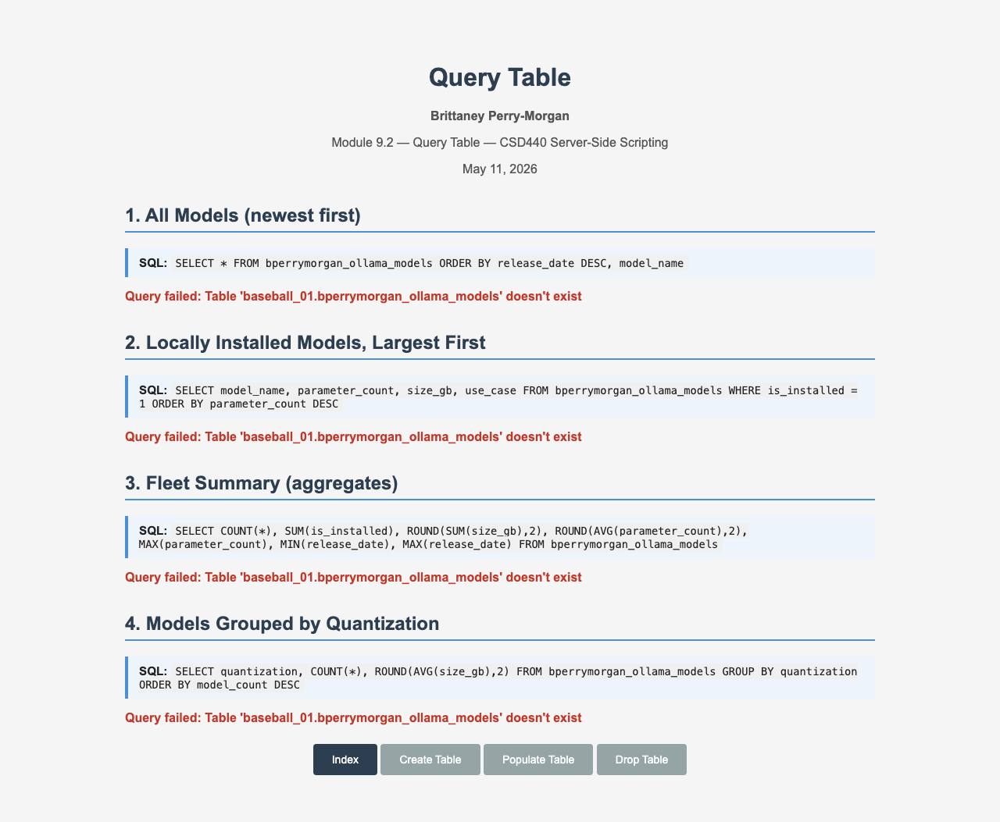 Query Table
Brittaney Perry-Morgan
Module 9.2 — Query Table — CSD440 Server-Side Scripting
May 11, 2026
1. All Models (newest first)
SQL: SELECT * FROM bperrymorgan_ollama_models ORDER BY release_date DESC, model_name
Query failed: Table 'baseball_01.bperrymorgan_ollama_models' doesn't exist
2. Locally Installed Models, Largest First
SQL: SELECT model_name, parameter_count, size_gb, use_case FROM bperrymorgan_ollama_models WHERE is_installed =
1 ORDER BY parameter_count DESC
Query failed: Table 'baseball_01.bperrymorgan_ollama_models' doesn't exist
3. Fleet Summary (aggregates)
SQL: SELECT COUNT(*), SUM(is_installed), ROUND(SUM(size_gb),2), ROUND(AVG(parameter_count),2),
MAX(parameter_count), MIN(release_date), MAX(release_date) FROM bperrymorgan_ollama_models
Query failed: Table 'baseball_01.bperrymorgan_ollama_models' doesn't exist
4. Models Grouped by Quantization
SQL: SELECT quantization, COUNT(*), ROUND(AVG(size_gb),2) FROM bperrymorgan_ollama_models GROUP BY quantization
ORDER BY model_count DESC
Query failed: Table 'baseball_01.bperrymorgan_ollama_models' doesn't exist
Index Create Table Populate Table Drop Table